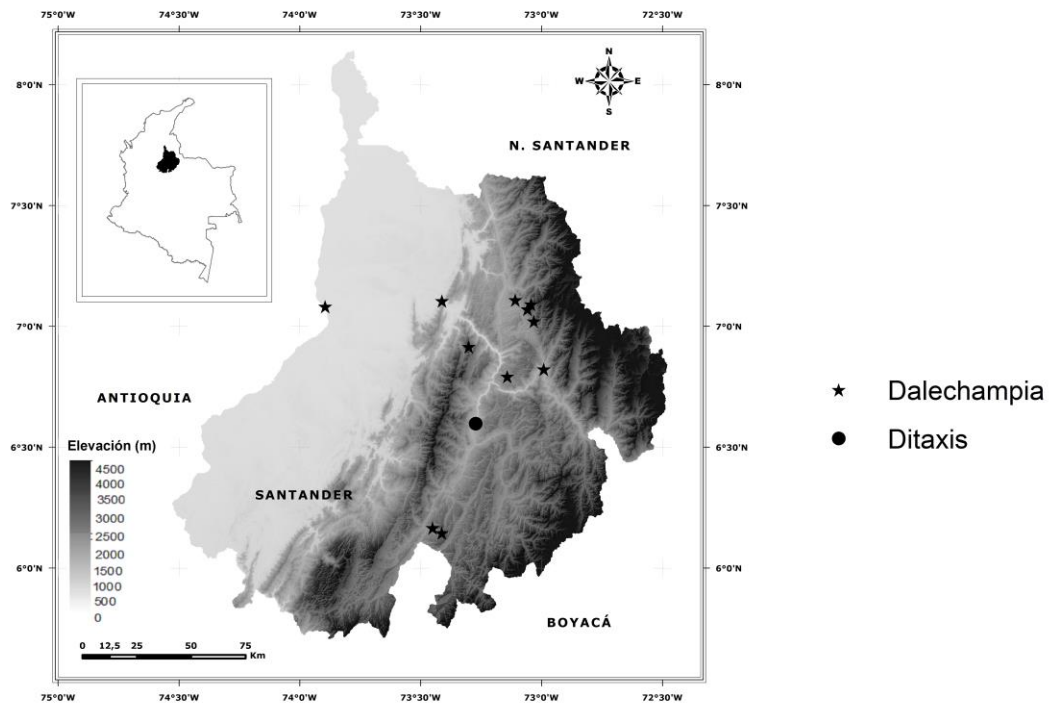 75°0'W 74°30'W 74°0'W 73°30'W 73°0'W 72°30'W
8°0'N 8°0'N
N
W E
S
N. SANTANDER
7°30'N 7°30'N
7°0'N 7°0'N
ANTIOQUIA
Dalechampia
Ditaxis
6°30'N 6°30'N
Elevación (m)
4500
4000
3500
3000
2500
2000
1500
1000
500
0
SANTANDER
6°0'N 6°0'N
BOYACÁ
0 12,5 25 50 75
Km
75°0'W 74°30'W 74°0'W 73°30'W 73°0'W 72°30'W